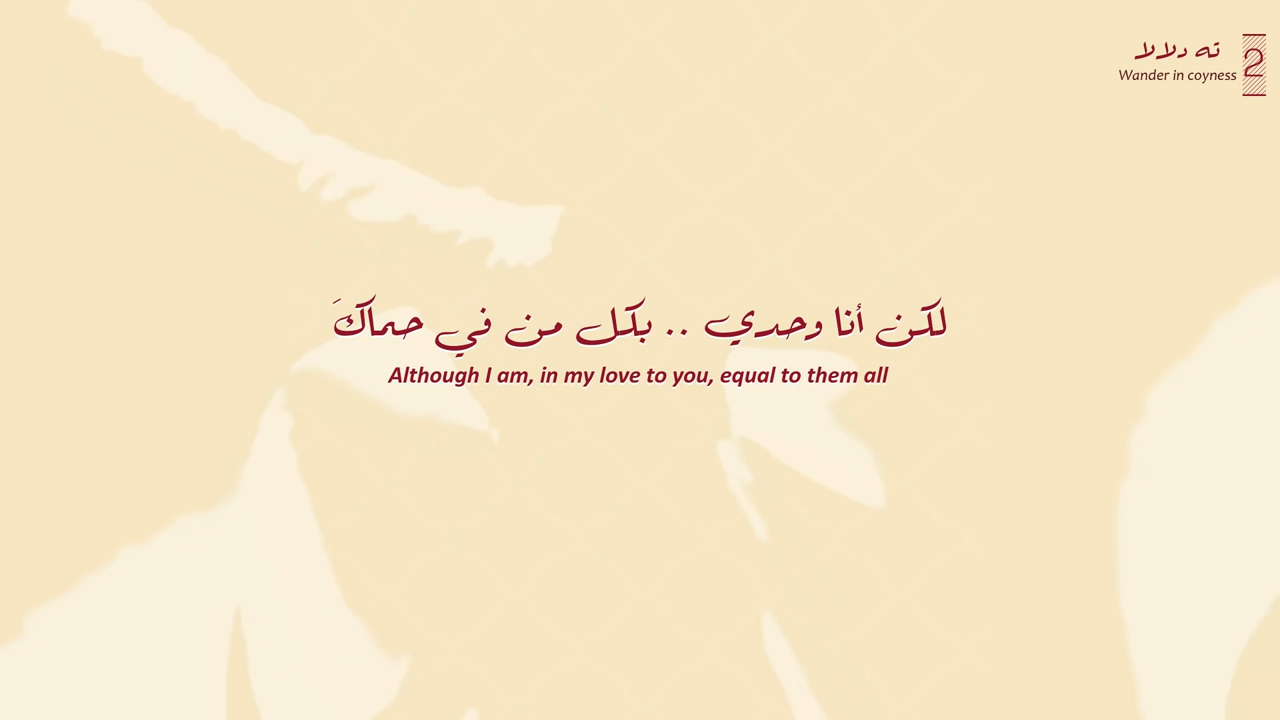 ته دلالا
Wander in coyness
2
لكن أنا وحدي .. بكل من في حماكَ
Although I am, in my love to you, equal to them all